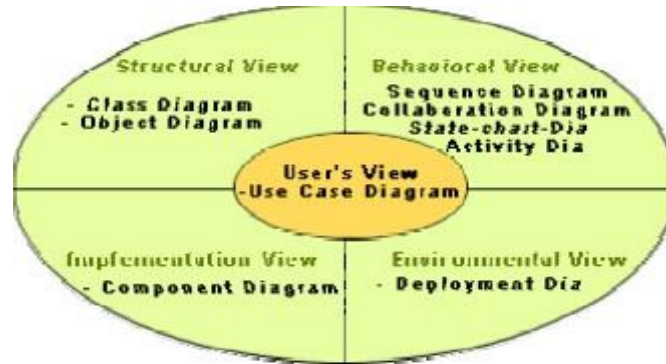 Structural View
- Class Diagram
- Object Diagram
Behavioral View
Sequence Diagram
Collaboration Diagram
State-chart-Dia
Activity Dia
User's View
-Use Case Diagram
Implementation View
- Component Diagram
Environmental View
- Deployment Dia